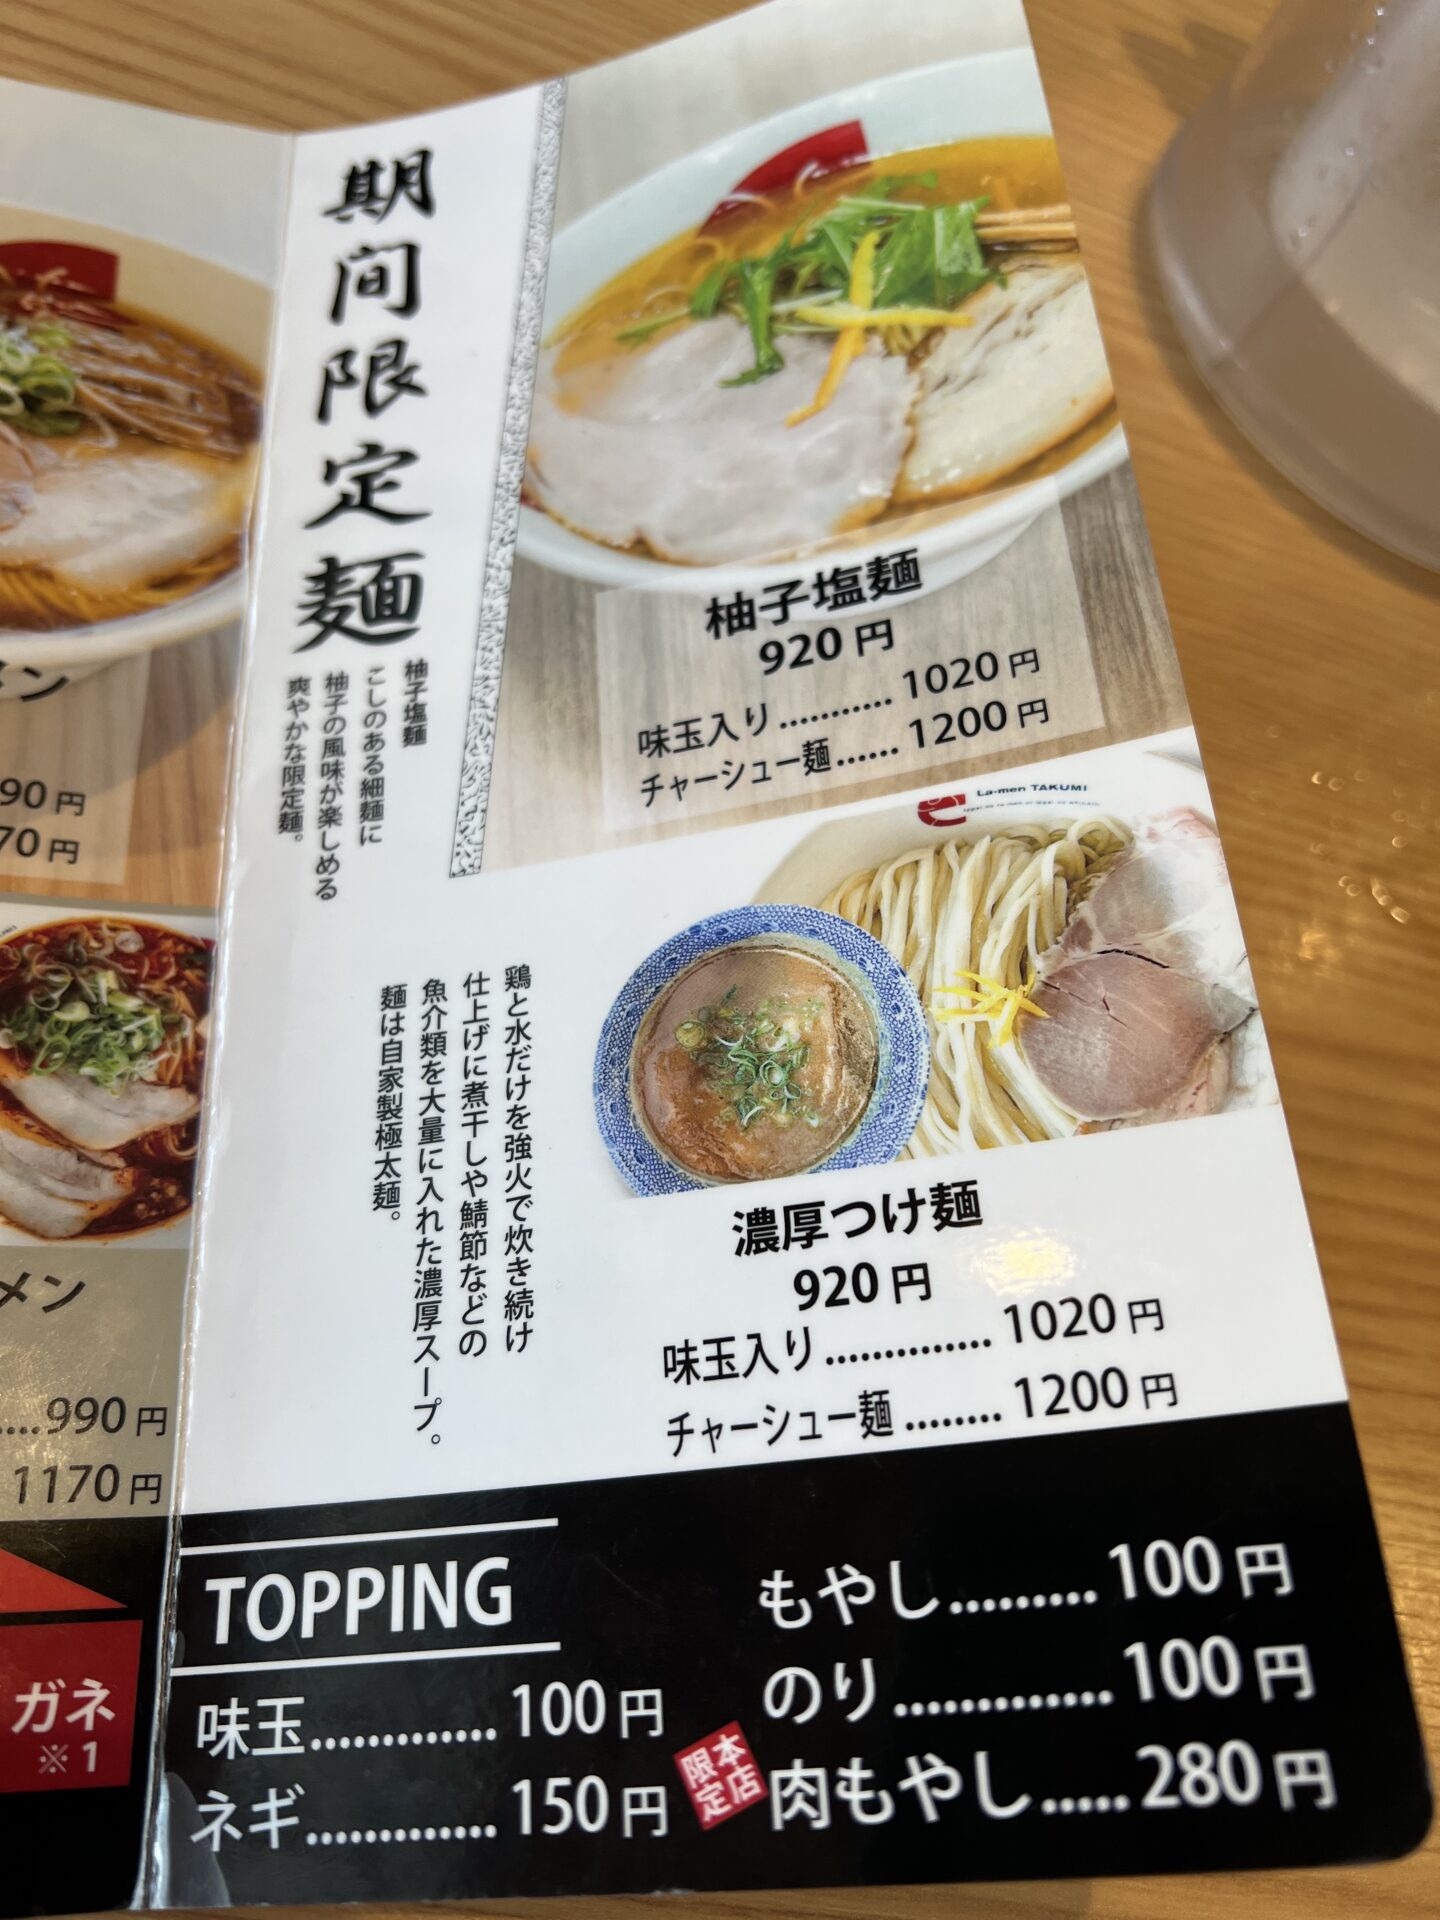 期間限定麺
柚子塩麺
こしのある細麺に
柚子の風味が楽しめる
爽やかな限定麺。
柚子塩麺
920円
味玉入り...........1020円
チャーシュー麺......1200円
La-men TAKUMI
鶏と水だけを強火で炊き続け
仕上げに煮干しや鯖節などの
魚介類を大量に入れた濃厚スープ。
麺は自家製極太麺。
濃厚つけ麺
920円
味玉入り..............1020円
チャーシュー麺........1200円
TOPPING
味玉.............100円
ネギ.............150円
もやし.........100円
のり.............100円
本店
限定
肉もやし.....280円
メン
90円
70円
メン
....990円
1170円
ガネ
※1